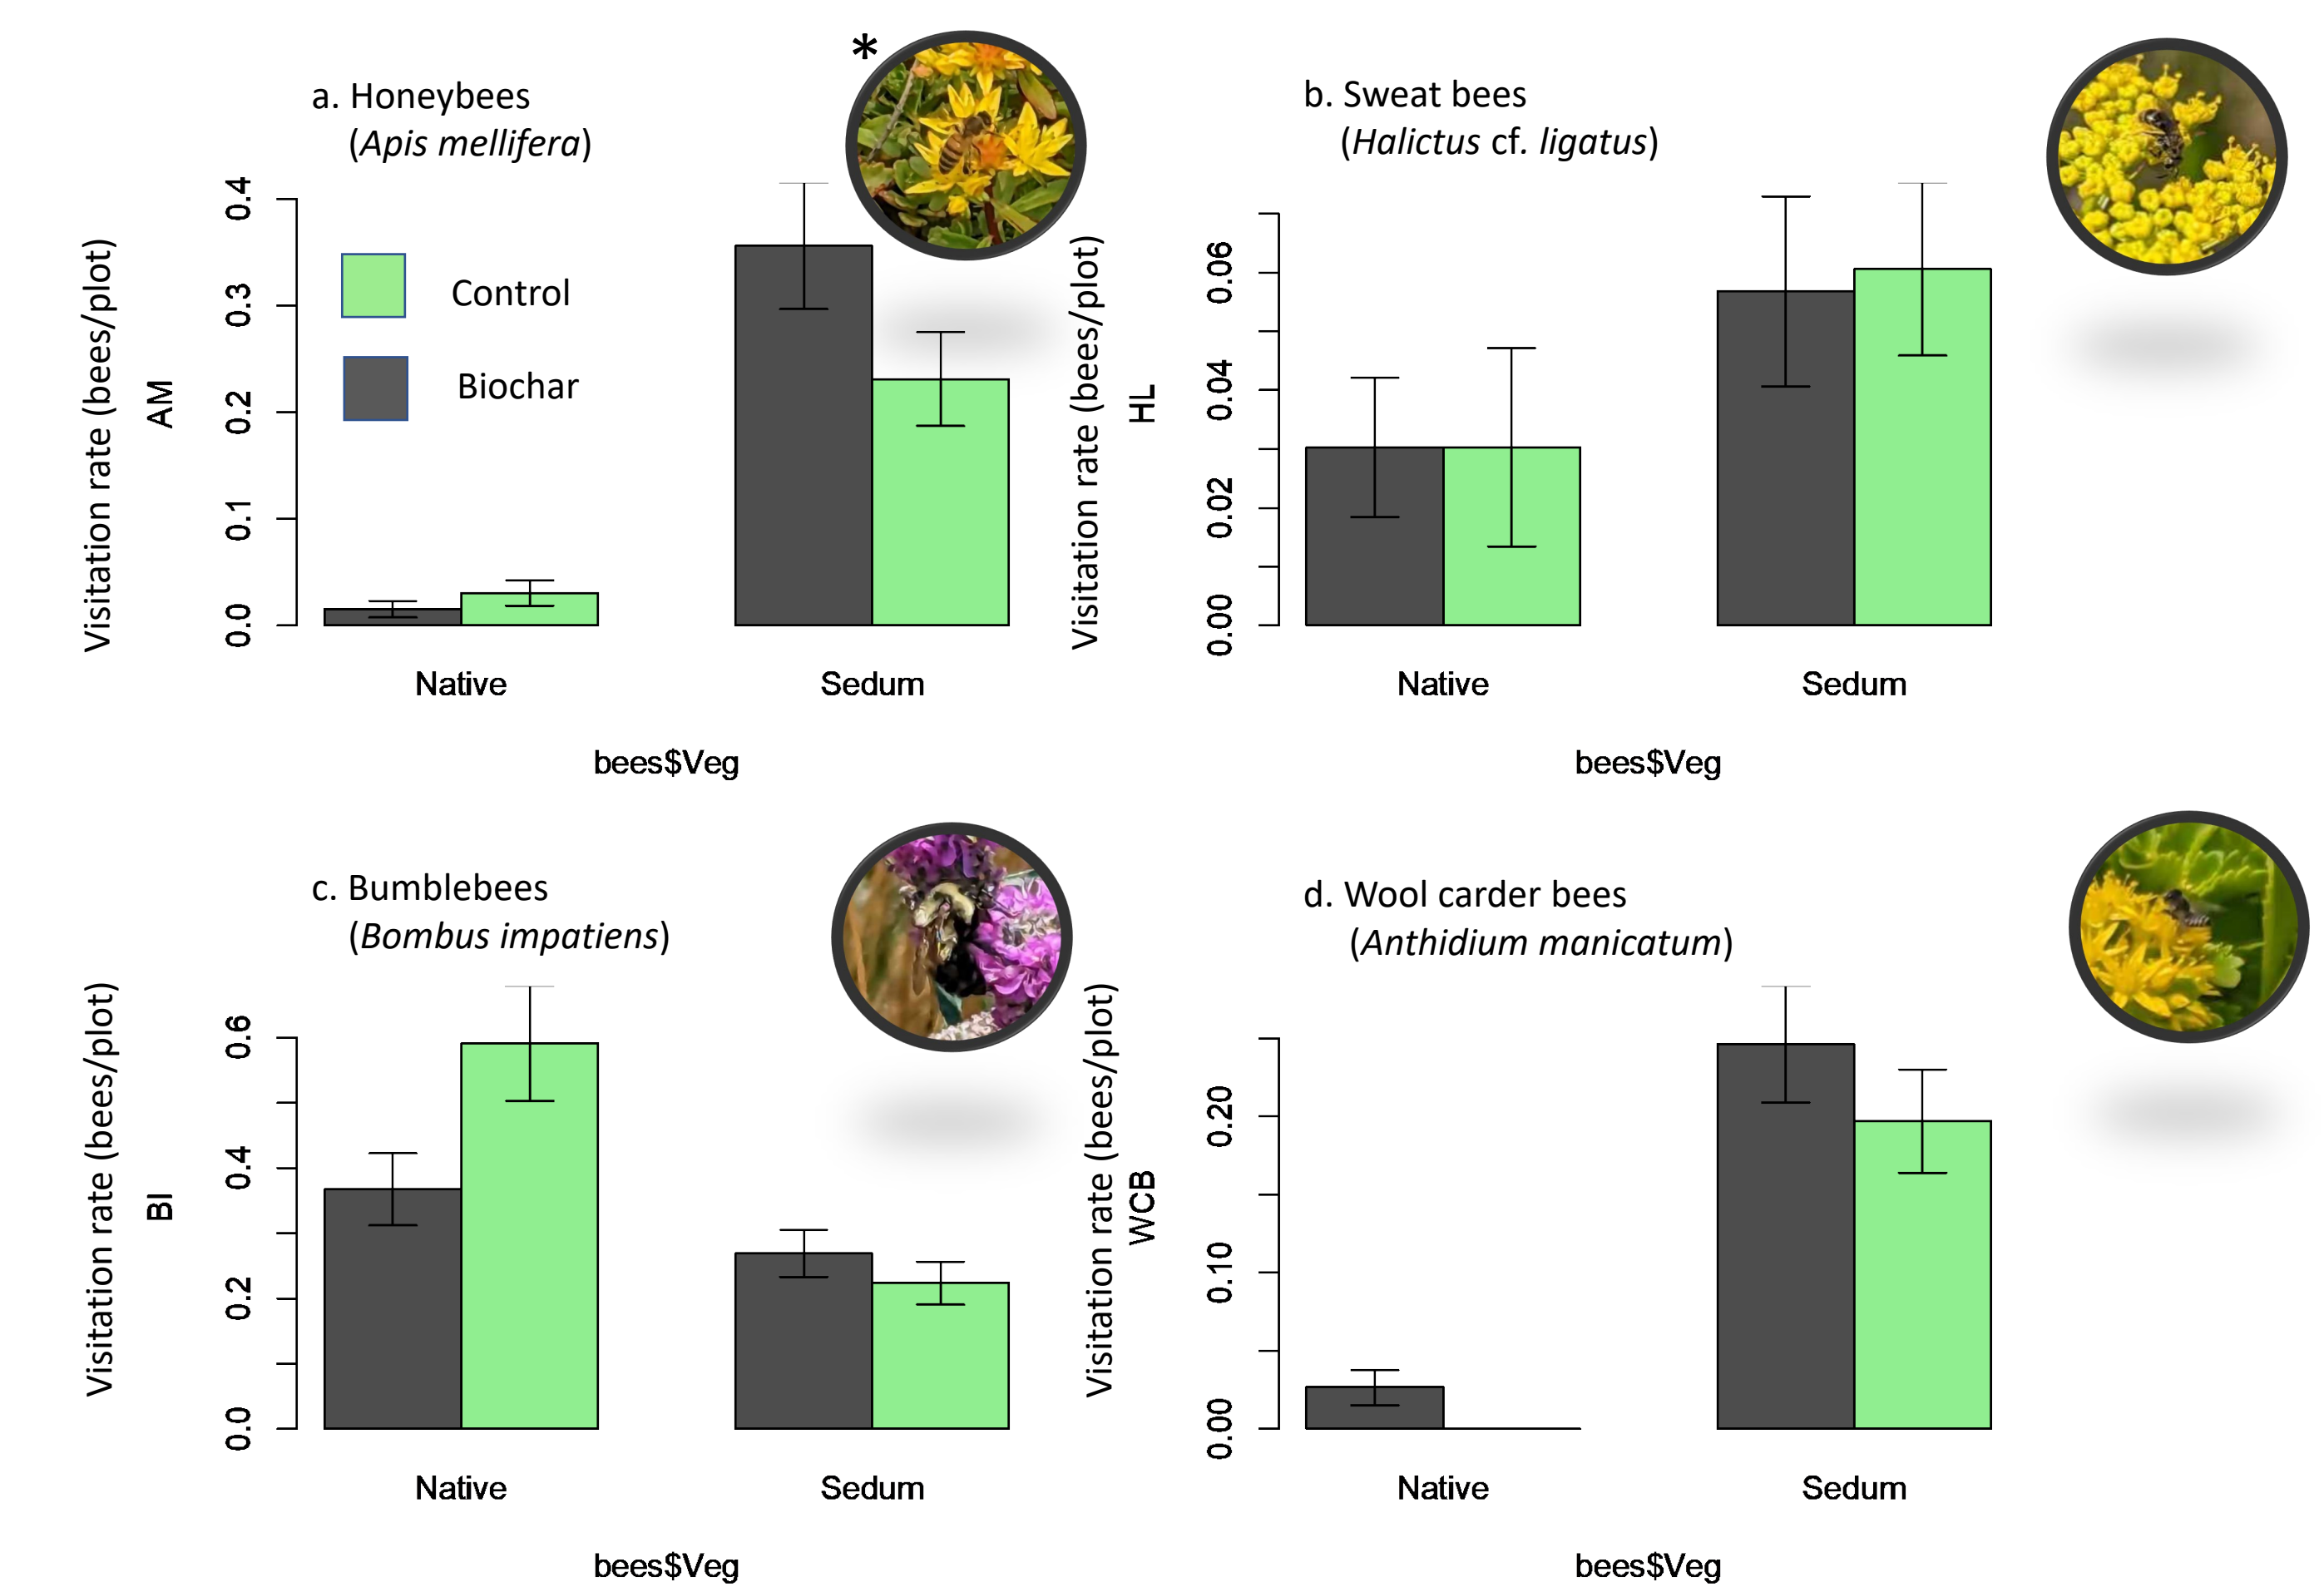 *
a. Honeybees
(Apis mellifera)
Visitation rate (bees/plot)
AM
0.4
0.3
0.2
0.1
0.0
Control
Biochar
Native
Sedum
bees$Veg
b. Sweat bees
(Halictus cf. ligatus)
Visitation rate (bees/plot)
HL
0.06
0.04
0.02
0.00
Native
Sedum
bees$Veg
c. Bumblebees
(Bombus impatiens)
Visitation rate (bees/plot)
BI
0.6
0.4
0.2
0.0
Native
Sedum
bees$Veg
d. Wool carder bees
(Anthidium manicatum)
Visitation rate (bees/plot)
WCB
0.20
0.10
0.00
Native
Sedum
bees$Veg